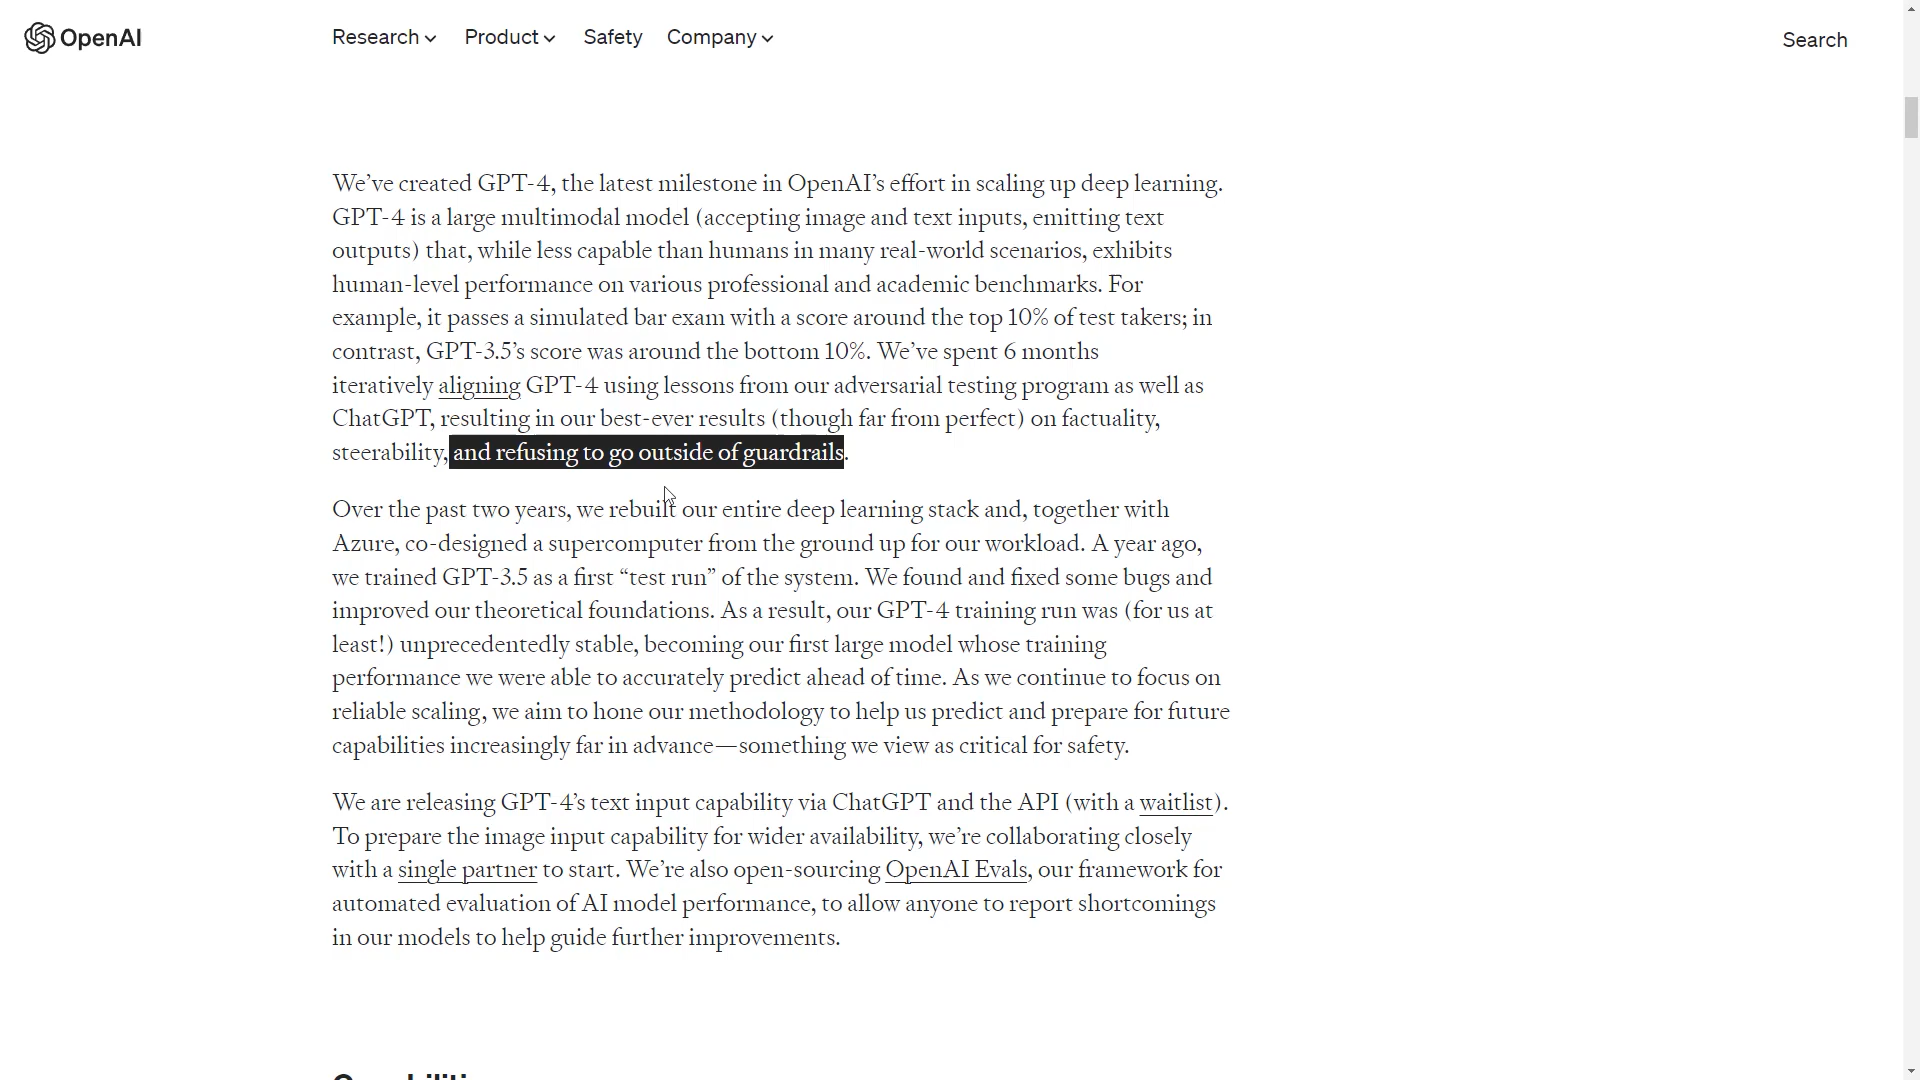 OpenAI
Research
Product
Safety
Company
Search
We’ve created GPT-4, the latest milestone in OpenAI’s effort in scaling up deep learning.
GPT-4 is a large multimodal model (accepting image and text inputs, emitting text
outputs) that, while less capable than humans in many real-world scenarios, exhibits
human-level performance on various professional and academic benchmarks. For
example, it passes a simulated bar exam with a score around the top 10% of test takers; in
contrast, GPT-3.5’s score was around the bottom 10%. We’ve spent 6 months
iteratively aligning GPT-4 using lessons from our adversarial testing program as well as
ChatGPT, resulting in our best-ever results (though far from perfect) on factuality,
steerability, and refusing to go outside of guardrails.
Over the past two years, we rebuilt our entire deep learning stack and, together with
Azure, co-designed a supercomputer from the ground up for our workload. A year ago,
we trained GPT-3.5 as a first “test run” of the system. We found and fixed some bugs and
improved our theoretical foundations. As a result, our GPT-4 training run was (for us at
least!) unprecedentedly stable, becoming our first large model whose training
performance we were able to accurately predict ahead of time. As we continue to focus on
reliable scaling, we aim to hone our methodology to help us predict and prepare for future
capabilities increasingly far in advance—something we view as critical for safety.
We are releasing GPT-4’s text input capability via ChatGPT and the API (with a waitlist).
To prepare the image input capability for wider availability, we’re collaborating closely
with a single partner to start. We’re also open-sourcing OpenAI Evals, our framework for
automated evaluation of AI model performance, to allow anyone to report shortcomings
in our models to help guide further improvements.